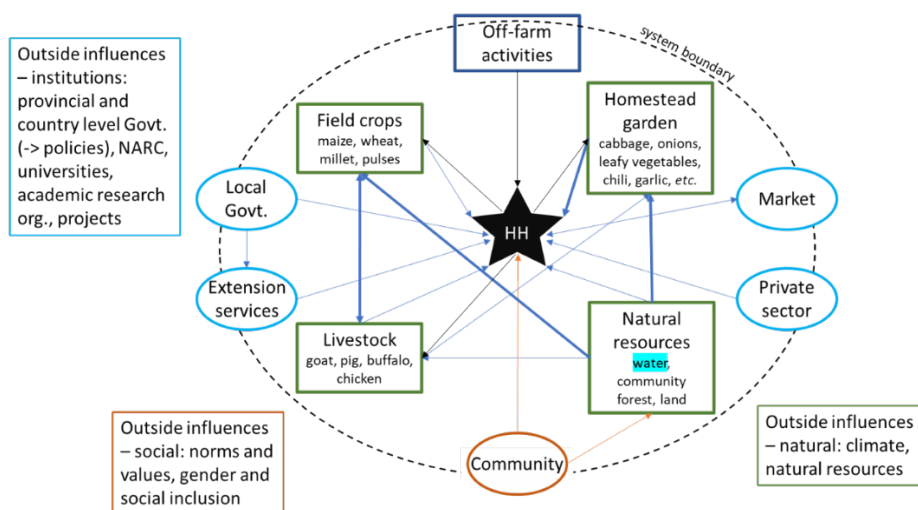 Outside influences
– institutions:
provincial and
country level Govt.
(-> policies), NARC,
universities,
academic research
org., projects
Off-farm
activities
system boundary
Field crops
maize, wheat,
millet, pulses
Homestead
garden
cabbage, onions,
leafy vegetables,
chili, garlic, etc.
Local
Govt.
HH
Market
Extension
services
Private
sector
Livestock
goat, pig, buffalo,
chicken
Natural
resources
water,
community
forest, land
Outside influences
– social: norms and
values, gender and
social inclusion
Community
Outside influences
– natural: climate,
natural resources